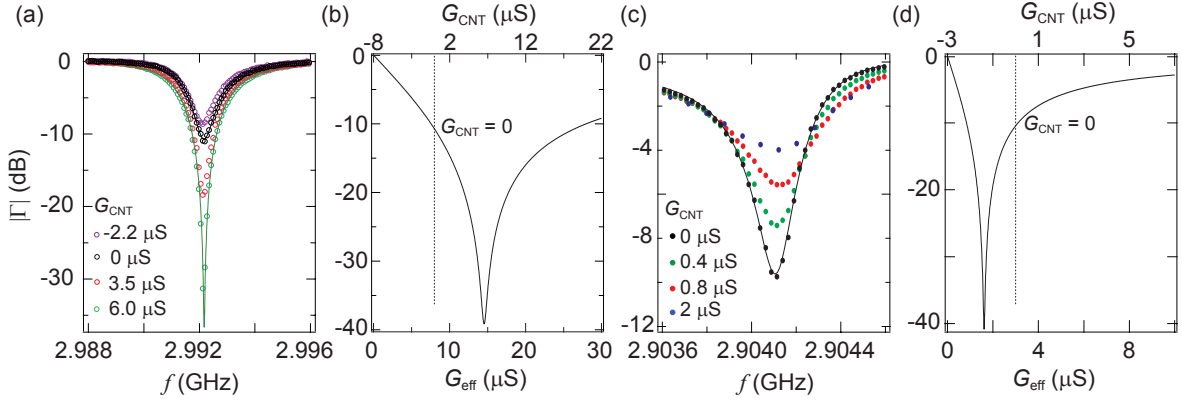 (a)
0
-10
-20
-30
|Γ| (dB)
G_CNT
-2.2 μS
0 μS
3.5 μS
6.0 μS
2.988
2.992
2.996
f (GHz)
(b)
G_CNT (μS)
-8
2
12
22
0
-10
-20
-30
-40
G_CNT = 0
0
10
20
30
G_eff (μS)
(c)
0
-4
-8
-12
G_CNT
0 μS
0.4 μS
0.8 μS
2 μS
2.9036
2.9040
2.9044
f (GHz)
(d)
G_CNT (μS)
-3
1
5
0
-20
-40
G_CNT = 0
0
4
8
G_eff (μS)